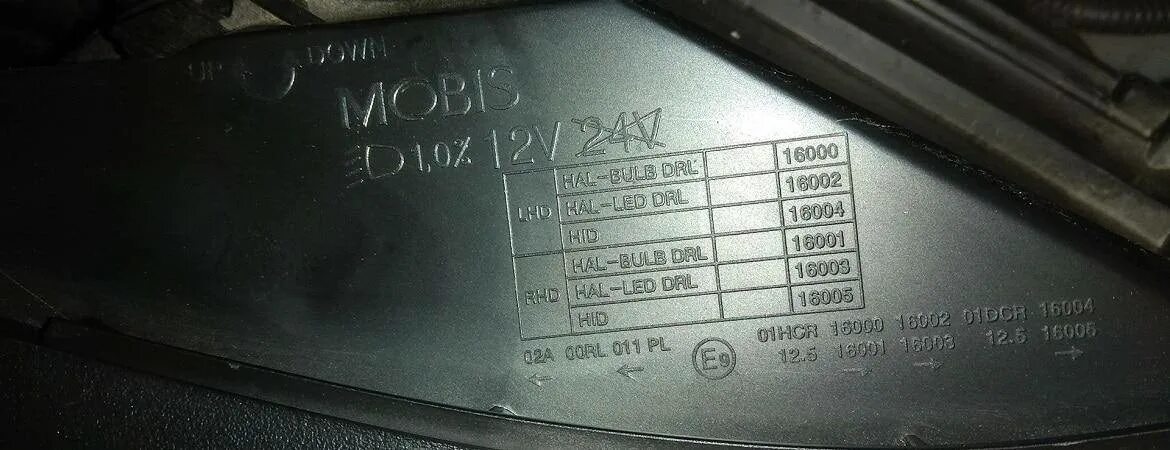 UP DOWN
MOBIS
1,0% 12V 24V
LHD HAL-BULB DRL 16000
HAL-LED DRL 16002
HID 16004
RHD HAL-BULB DRL 16001
HAL-LED DRL 16003
HID 16005
02A 00RL 011 PL E9 01HCR 16000 16002 01DCR 16004
12.5 16001 16003 12.5 16005